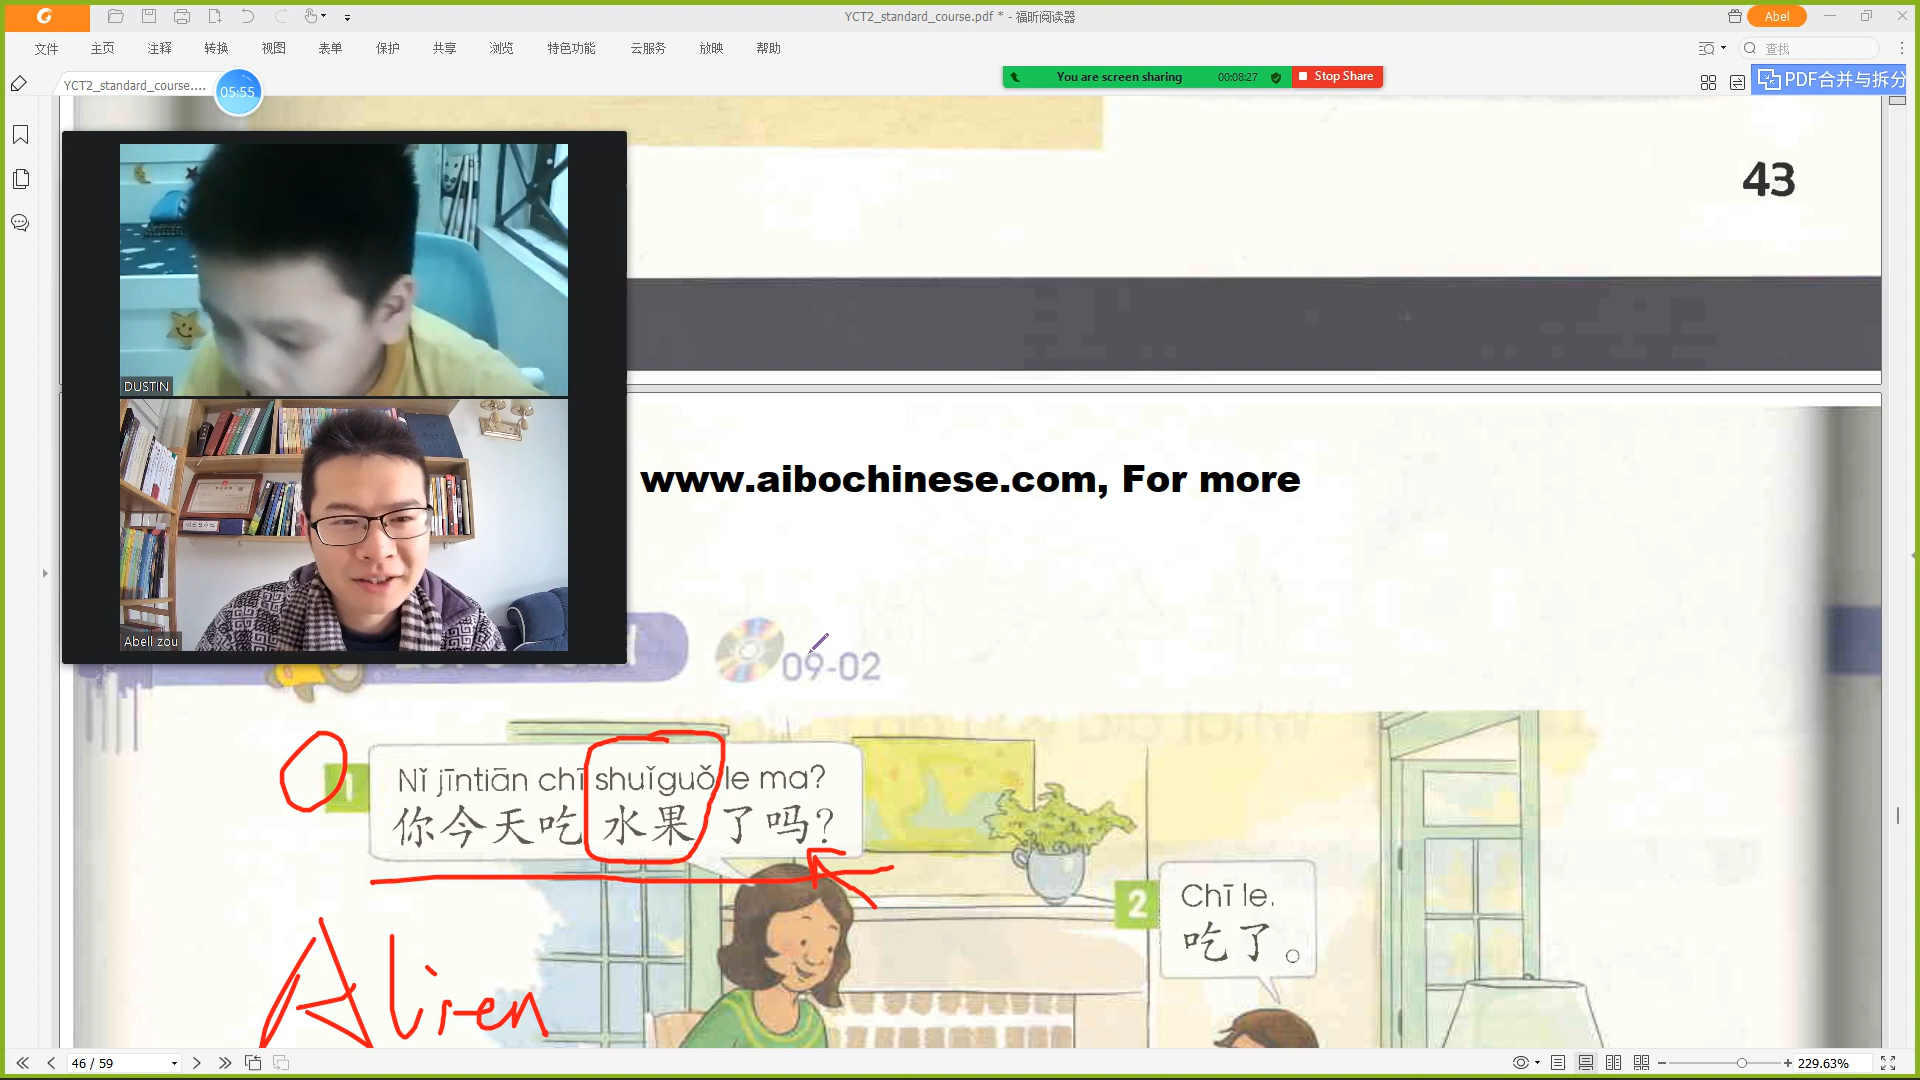 YCT2_standard_course.pdf * - 福昕阅读器
Abel
文件 主页 注释 转换 视图 表单 保护 共享 浏览 特色功能 云服务 放映 帮助
查找
You are screen sharing 00:08:27 Stop Share
YCT2_standard_course....
05:55
PDF合并与拆分
43
DUSTIN
www.aibochinese.com, For more
Abell zou
09-02
1
Nǐ jīntiān chī shuǐguǒ le ma?
你今天吃 水果 了吗?
2
Chī le.
吃了。
46 / 59
229.63%